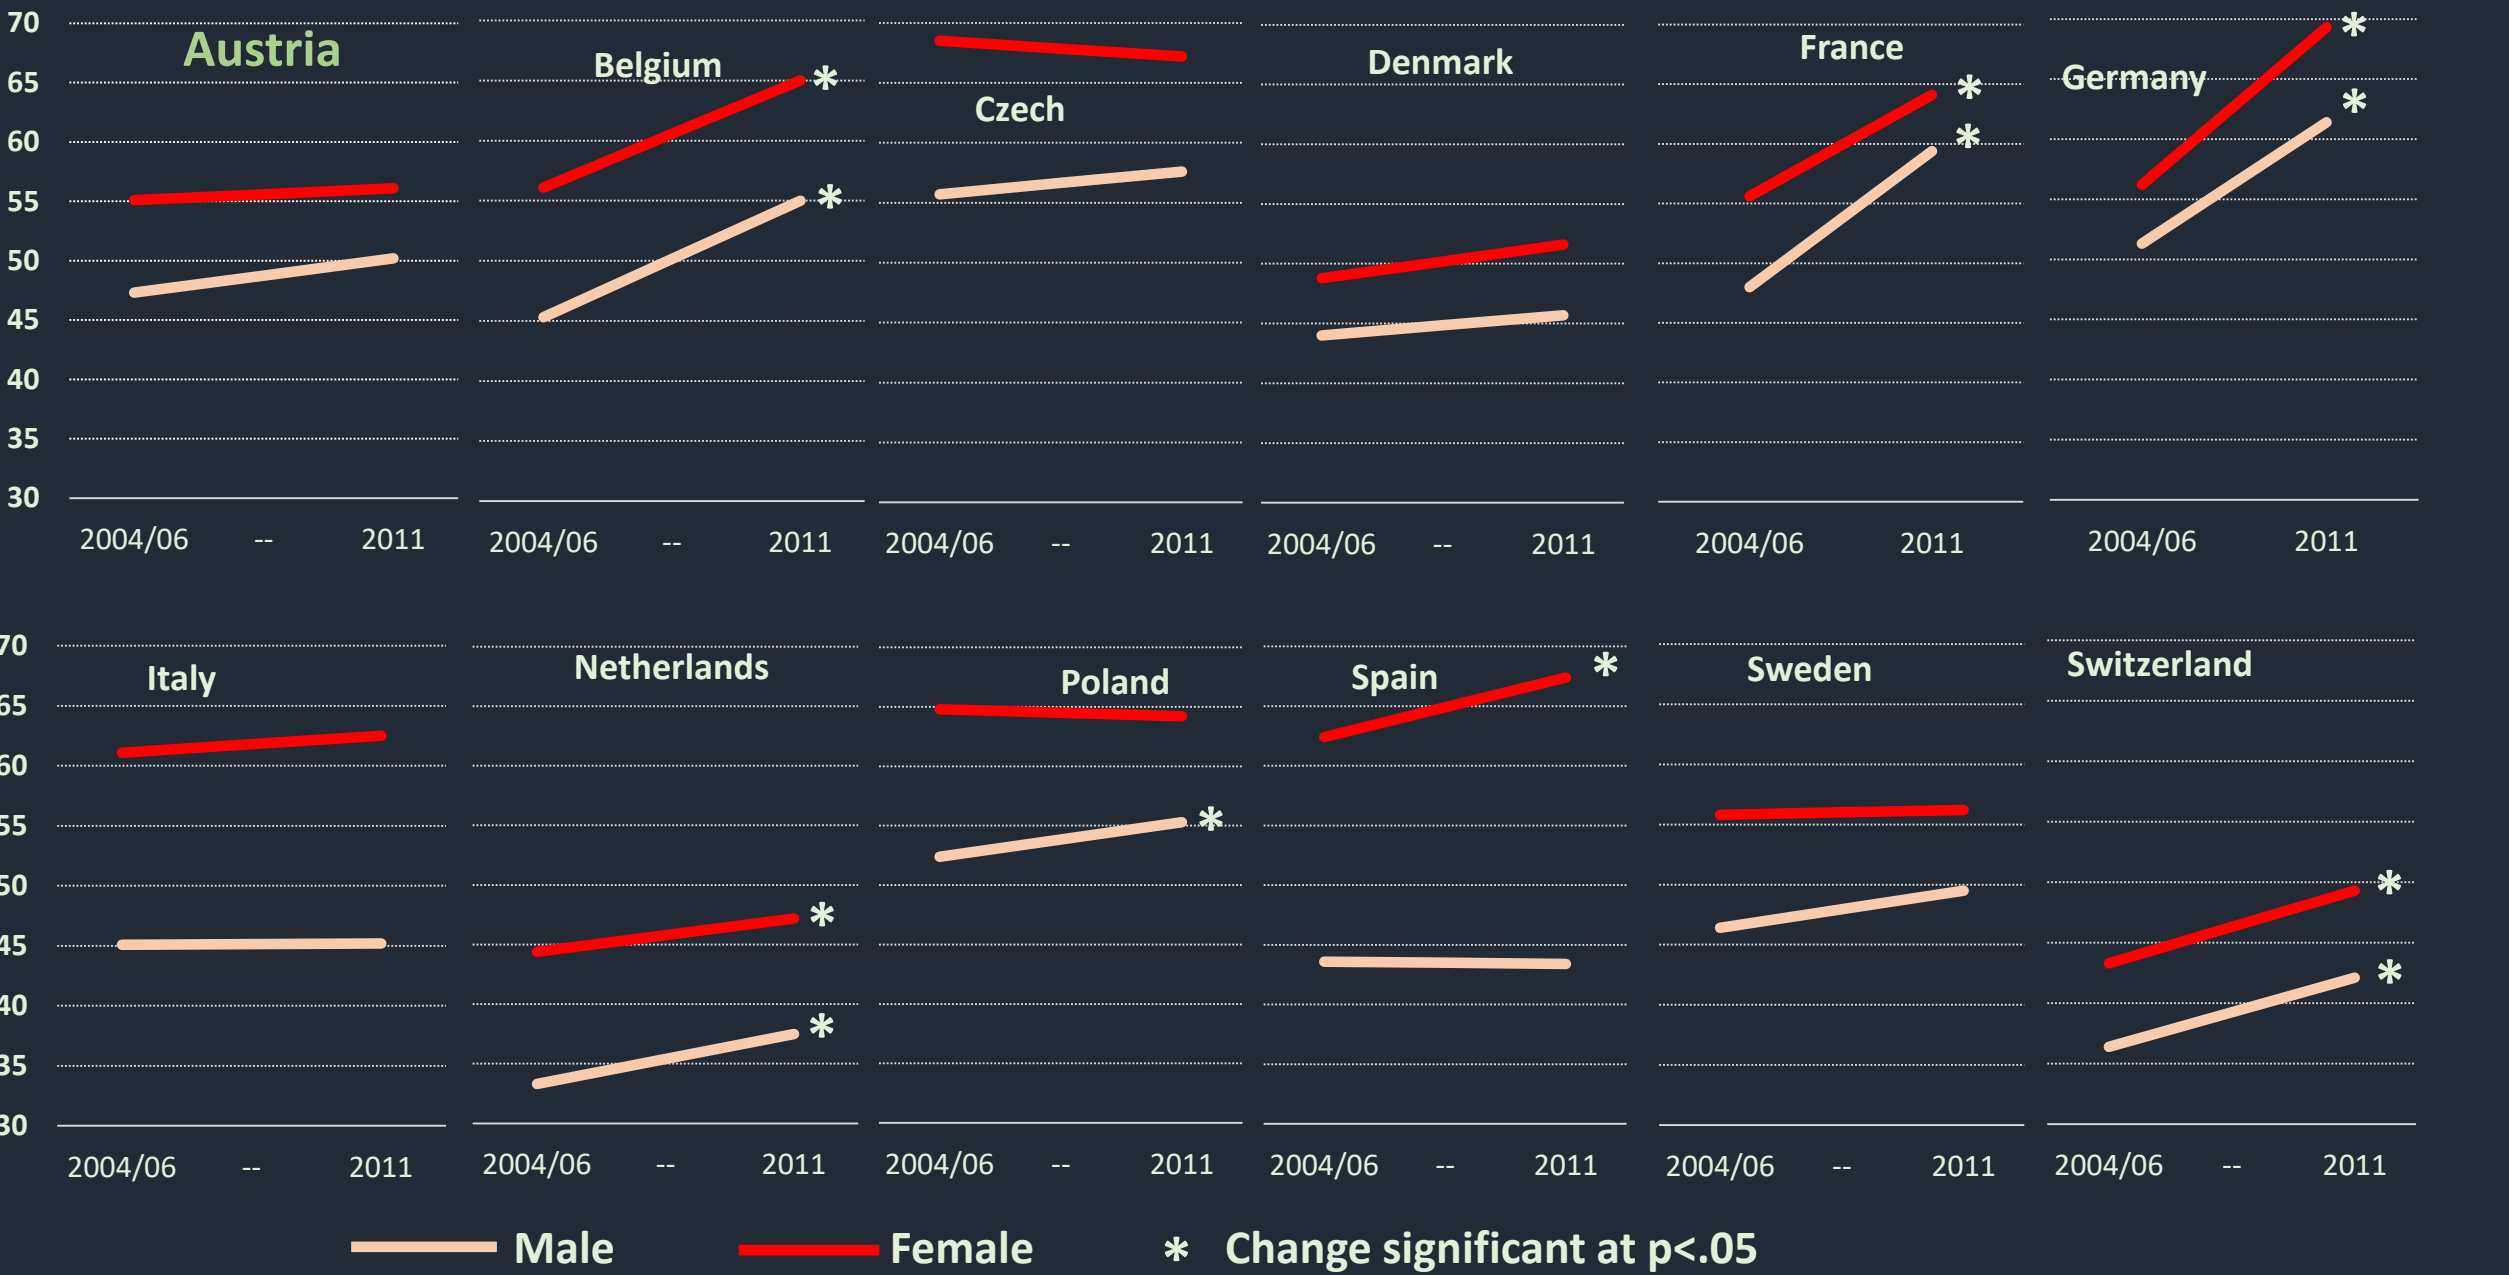 70
65
60
55
50
45
40
35
30
Austria
2004/06 -- 2011
Belgium
*
*
2004/06 -- 2011
Czech
2004/06 -- 2011
Denmark
2004/06 -- 2011
France
*
*
2004/06 2011
Germany
*
*
2004/06 2011
70
65
60
55
50
45
40
35
30
Italy
2004/06 -- 2011
Netherlands
*
*
2004/06 -- 2011
Poland
*
2004/06 -- 2011
Spain
*
2004/06 -- 2011
Sweden
2004/06 -- 2011
Switzerland
*
*
2004/06 -- 2011
Male Female * Change significant at p<.05